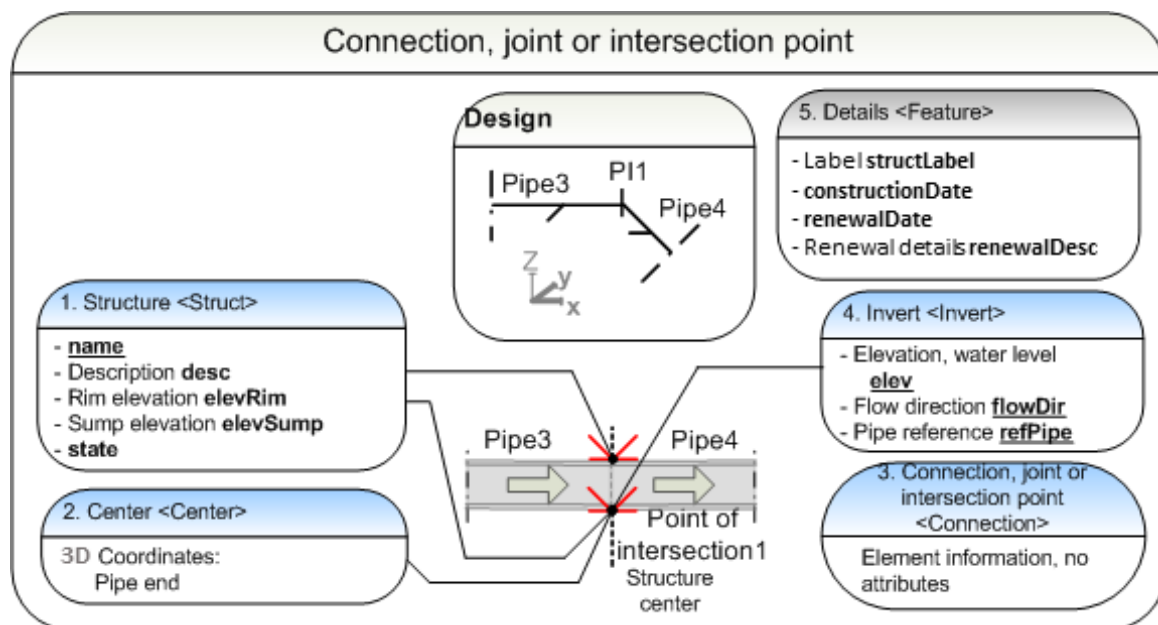 Connection, joint or intersection point
Design
Pipe3
PI1
Pipe4
Z
y
x
5. Details <Feature>
- Label structLabel
- constructionDate
- renewalDate
- Renewal details renewalDesc
1. Structure <Struct>
- name
- Description desc
- Rim elevation elevRim
- Sump elevation elevSump
- state
4. Invert <Invert>
- Elevation, water level
elev
- Flow direction flowDir
- Pipe reference refPipe
Pipe3
Pipe4
Point of
intersection1
Structure
center
2. Center <Center>
3D Coordinates:
Pipe end
3. Connection, joint or
intersection point
<Connection>
Element information, no
attributes